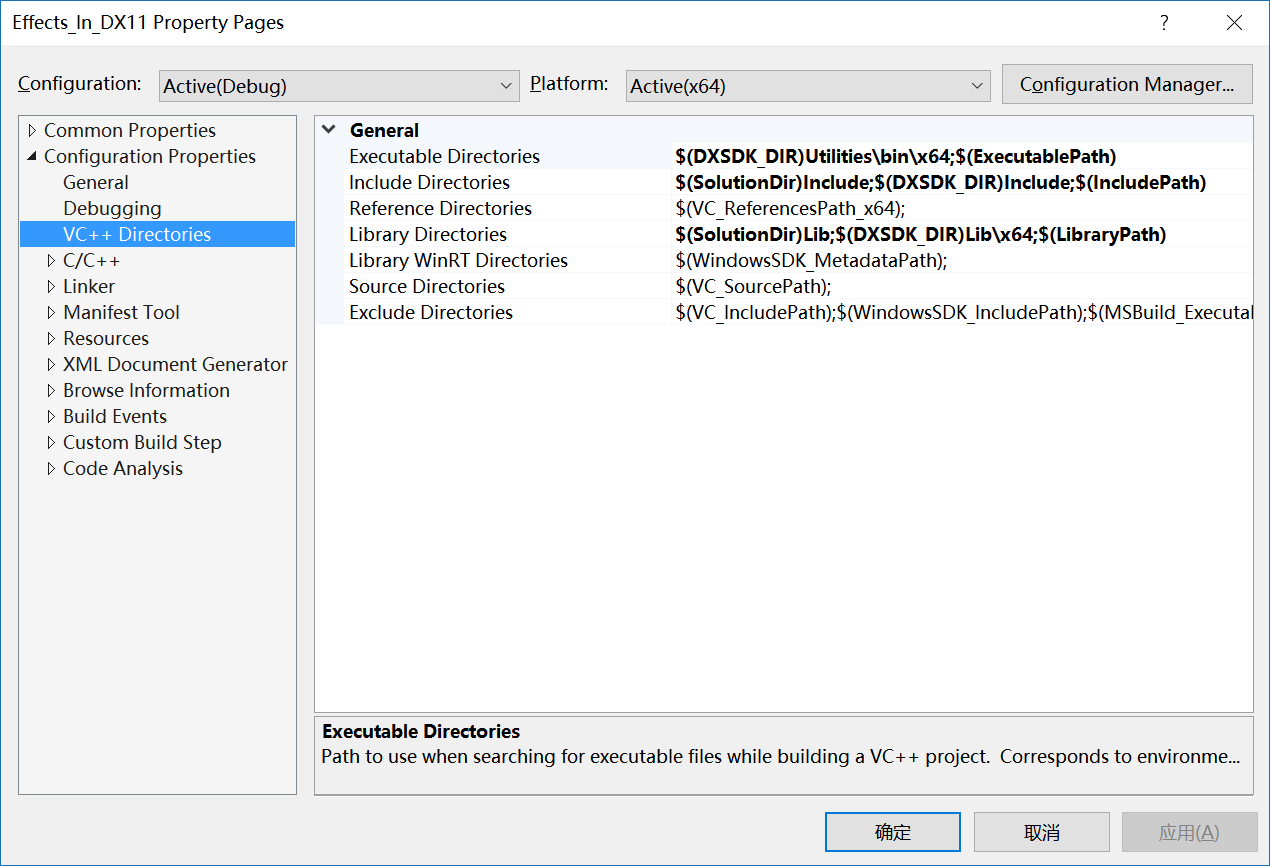 Effects_In_DX11 Property Pages
?
Configuration: Active(Debug) Platform: Active(x64) Configuration Manager...
Common Properties
Configuration Properties
General
Debugging
VC++ Directories
C/C++
Linker
Manifest Tool
Resources
XML Document Generator
Browse Information
Build Events
Custom Build Step
Code Analysis
General
Executable Directories $(DXSDK_DIR)Utilities\bin\x64;$(ExecutablePath)
Include Directories $(SolutionDir)Include;$(DXSDK_DIR)Include;$(IncludePath)
Reference Directories $(VC_ReferencesPath_x64);
Library Directories $(SolutionDir)Lib;$(DXSDK_DIR)Lib\x64;$(LibraryPath)
Library WinRT Directories $(WindowsSDK_MetadataPath);
Source Directories $(VC_SourcePath);
Exclude Directories $(VC_IncludePath);$(WindowsSDK_IncludePath);$(MSBuild_Executal
Executable Directories
Path to use when searching for executable files while building a VC++ project. Corresponds to environme...
确定 取消 应用(A)